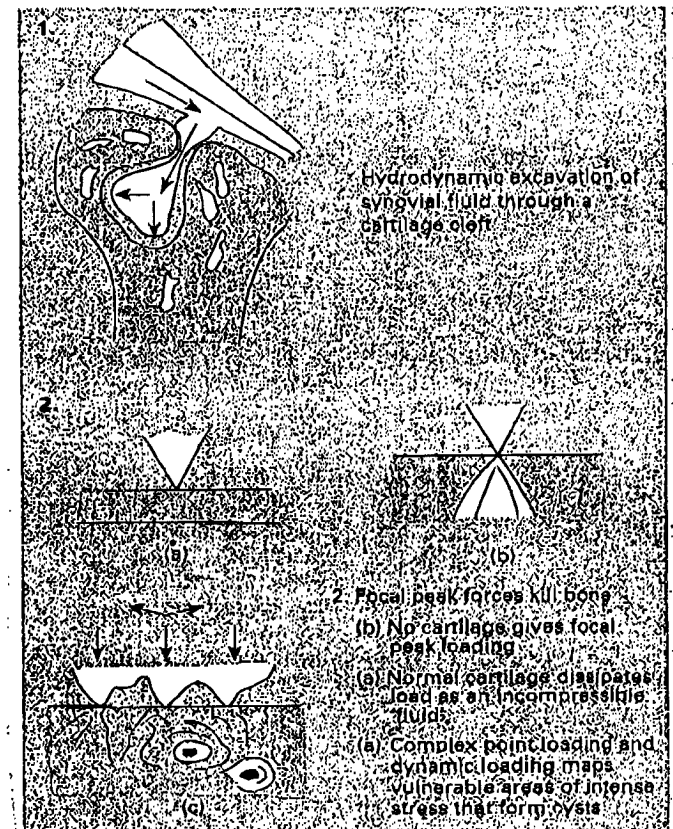 1.
Hydrodynamic excavation of
synovial fluid through a
cartilage cleft
2
(a)
(b)
2. Focal peak forces kill bone
(b) No cartilage gives focal
peak loading
(a) Normal cartilage dissipates
load as an incompressible
fluid
(a) Complex point loading and
dynamic loading maps
vulnerable areas of intense
stress that form cysts
(c)